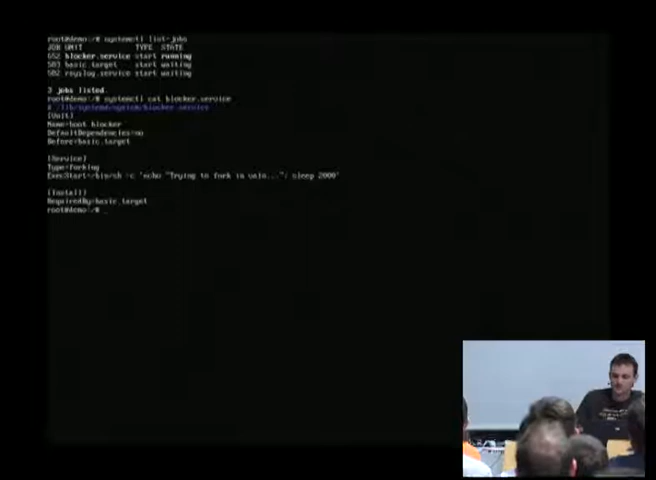 root@demo:/# systemctl list-jobs
JOB UNIT TYPE STATE
652 blocker.service start running
503 basic.target start waiting
502 rsyslog.service start waiting
3 jobs listed.
root@demo:/# systemctl cat blocker.service
# /lib/systemd/system/blocker.service
[Unit]
Name=boot blocker
DefaultDependencies=no
Before=basic.target
[Service]
Type=forking
ExecStart=/bin/sh -c 'echo "Trying to fork in vain..."; sleep 2000'
[Install]
RequiredBy=basic.target
root@demo:/# _